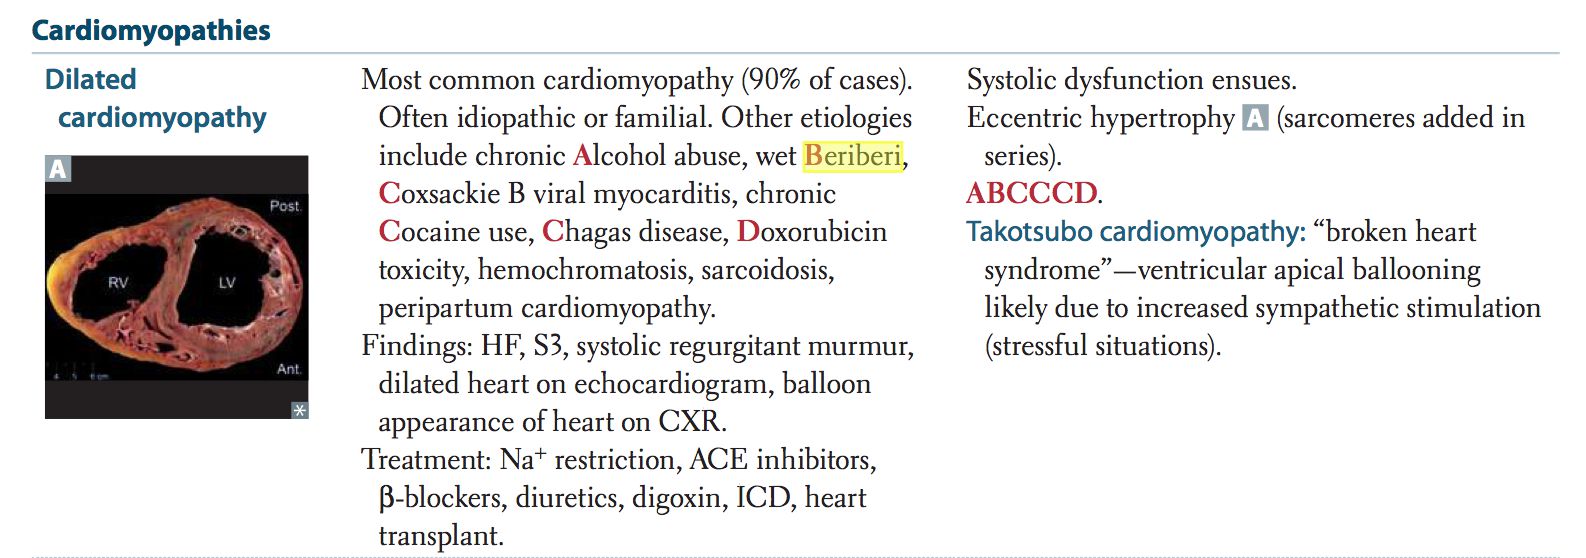 Cardiomyopathies
Dilated
cardiomyopathy
A
Post.
RV
LV
Ant.
4 5 6 cm
*
Most common cardiomyopathy (90% of cases).
Often idiopathic or familial. Other etiologies
include chronic Alcohol abuse, wet Beriberi,
Coxsackie B viral myocarditis, chronic
Cocaine use, Chagas disease, Doxorubicin
toxicity, hemochromatosis, sarcoidosis,
peripartum cardiomyopathy.
Findings: HF, S3, systolic regurgitant murmur,
dilated heart on echocardiogram, balloon
appearance of heart on CXR.
Treatment: Na⁺ restriction, ACE inhibitors,
β-blockers, diuretics, digoxin, ICD, heart
transplant.
Systolic dysfunction ensues.
Eccentric hypertrophy A (sarcomeres added in
series).
ABCCCD.
Takotsubo cardiomyopathy: “broken heart
syndrome”—ventricular apical ballooning
likely due to increased sympathetic stimulation
(stressful situations).